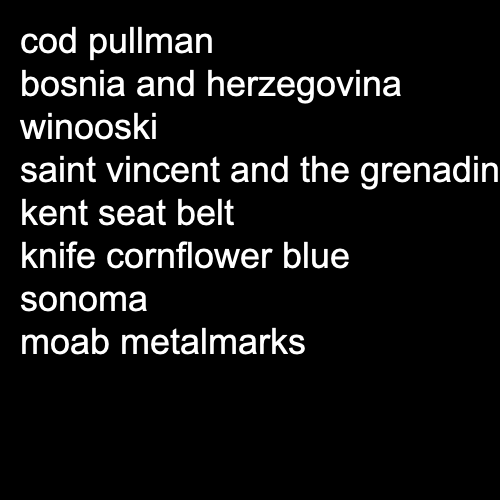 cod pullman
bosnia and herzegovina
winooski
saint vincent and the grenadin
kent seat belt
knife cornflower blue
sonoma
moab metalmarks